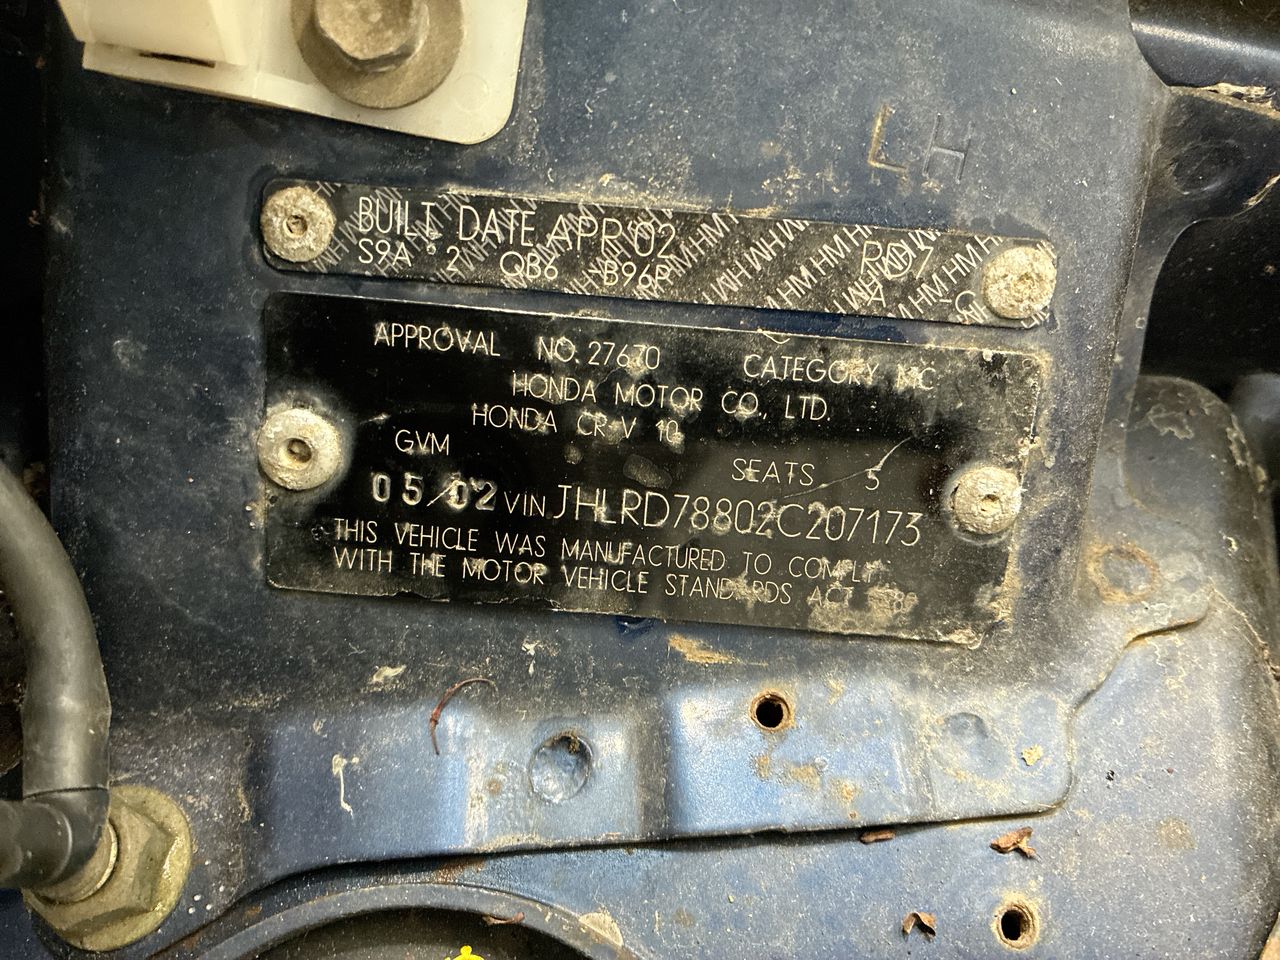 LH
BUILT DATE APR 02 RD7
S9A 2 QB6 -B96P A
APPROVAL NO. 27670 CATEGORY MC
HONDA MOTOR CO., LTD.
HONDA CR V 10
GVM SEATS 5
05/02 VIN JHLRD78802C207173
THIS VEHICLE WAS MANUFACTURED TO COMPLY
WITH THE MOTOR VEHICLE STANDARDS ACT